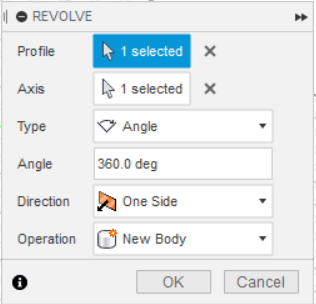 REVOLVE
Profile 1 selected
Axis 1 selected
Type Angle
Angle 360.0 deg
Direction One Side
Operation New Body
OK Cancel